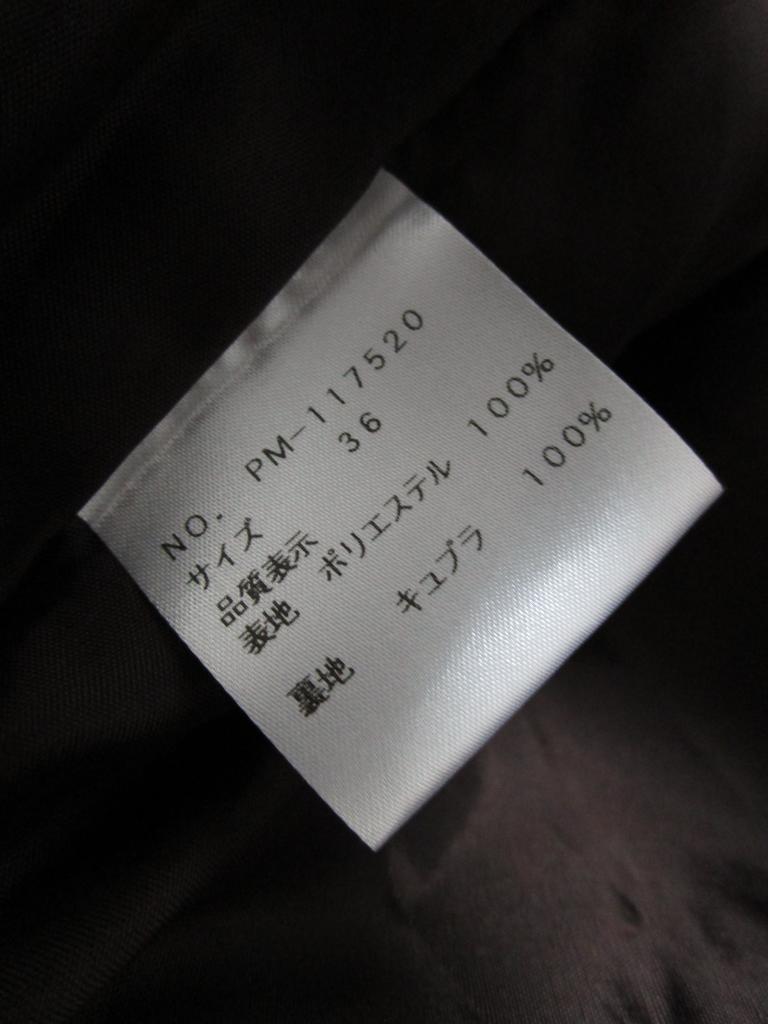 NO. PM-117520
サイズ 36
品質表示
表地 ポリエステル 100%
裏地 キュプラ 100%